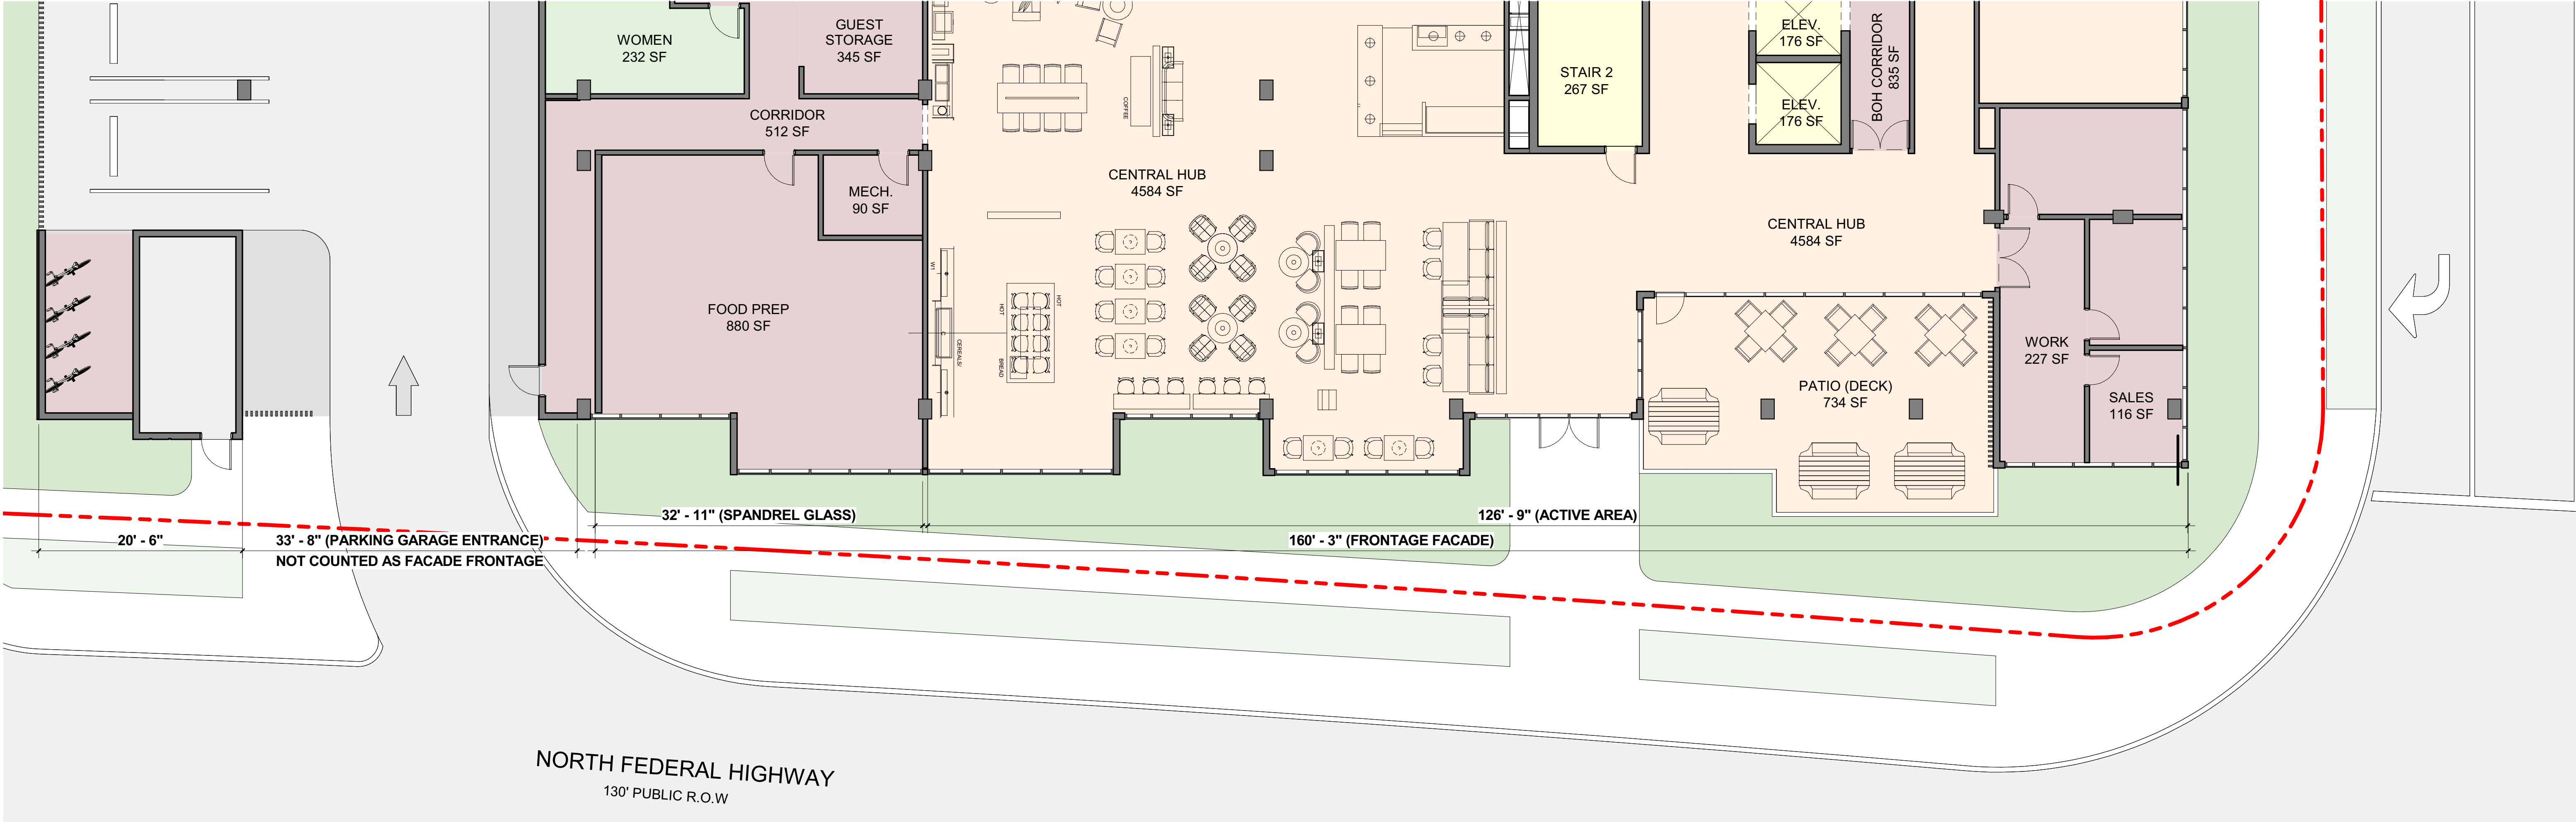 WOMEN
232 SF
GUEST
STORAGE
345 SF
CORRIDOR
512 SF
COFFEE
STAIR 2
267 SF
ELEV.
176 SF
ELEV.
176 SF
BOH CORRIDOR
835 SF
MECH.
90 SF
CENTRAL HUB
4584 SF
CENTRAL HUB
4584 SF
FOOD PREP
880 SF
W1
C
CEREALS/
HOT
HOT
BREAD
WORK
227 SF
PATIO (DECK)
734 SF
SALES
116 SF
32' - 11" (SPANDREL GLASS)
126' - 9" (ACTIVE AREA)
20' - 6"
33' - 8" (PARKING GARAGE ENTRANCE)
NOT COUNTED AS FACADE FRONTAGE
160' - 3" (FRONTAGE FACADE)
NORTH FEDERAL HIGHWAY
130' PUBLIC R.O.W